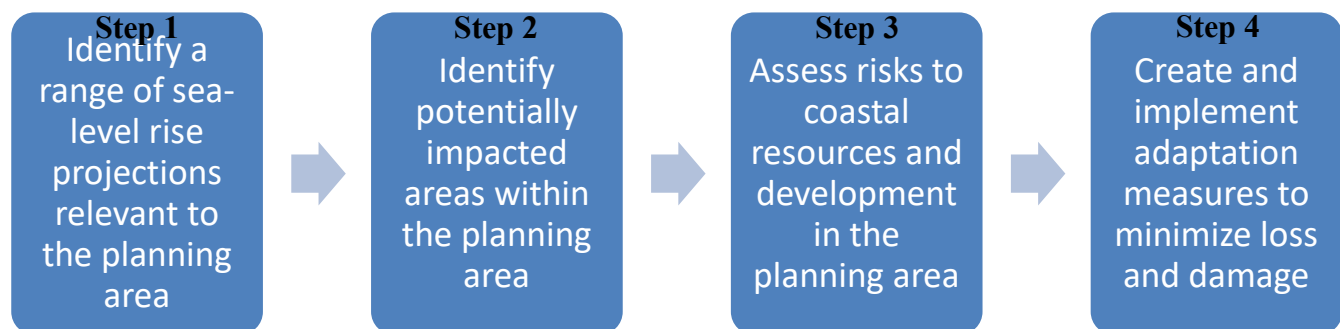 Step 1
Identify a
range of sea-
level rise
projections
relevant to
the planning
area
Step 2
Identify
potentially
impacted
areas within
the planning
area
Step 3
Assess risks to
coastal
resources and
development
in the
planning area
Step 4
Create and
implement
adaptation
measures to
minimize loss
and damage